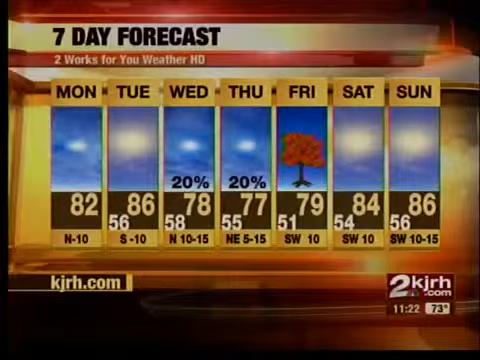 7 DAY FORECAST
2 Works for You Weather HD
MON TUE WED THU FRI SAT SUN
20% 20%
82 86 78 77 79 84 86
56 58 55 51 54 56
N-10 S -10 N 10-15 NE 5-15 SW 10 SW 10 SW 10-15
kjrh.com
2kjrh
.com
11:22 73°